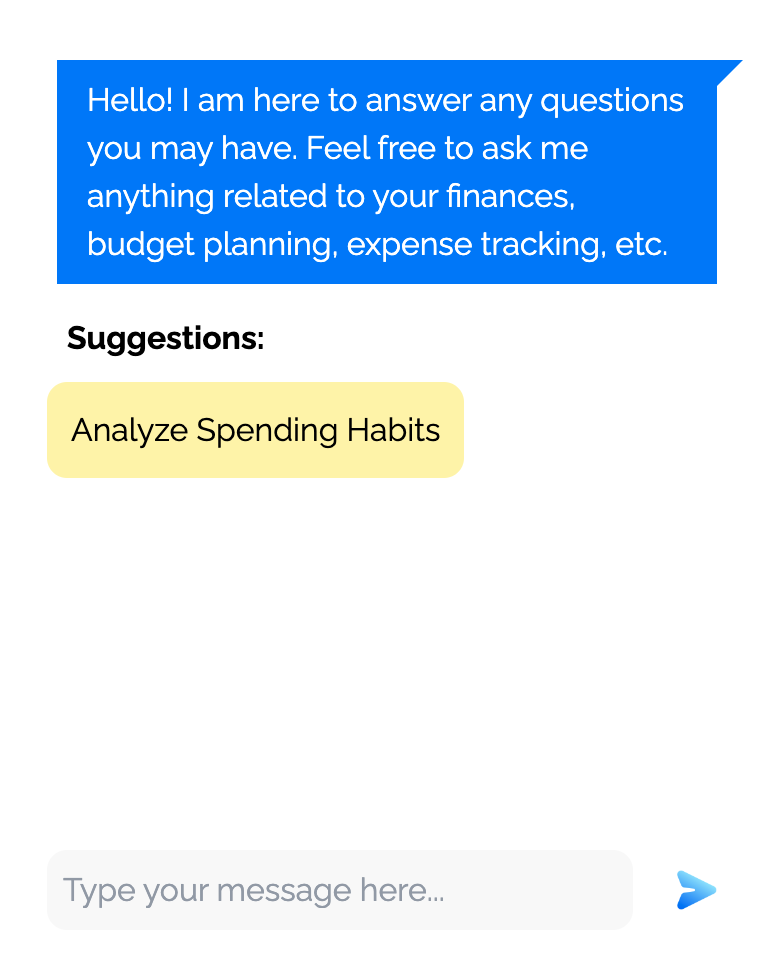 Hello! I am here to answer any questions
you may have. Feel free to ask me
anything related to your finances,
budget planning, expense tracking, etc.
Suggestions:
Analyze Spending Habits
Type your message here...